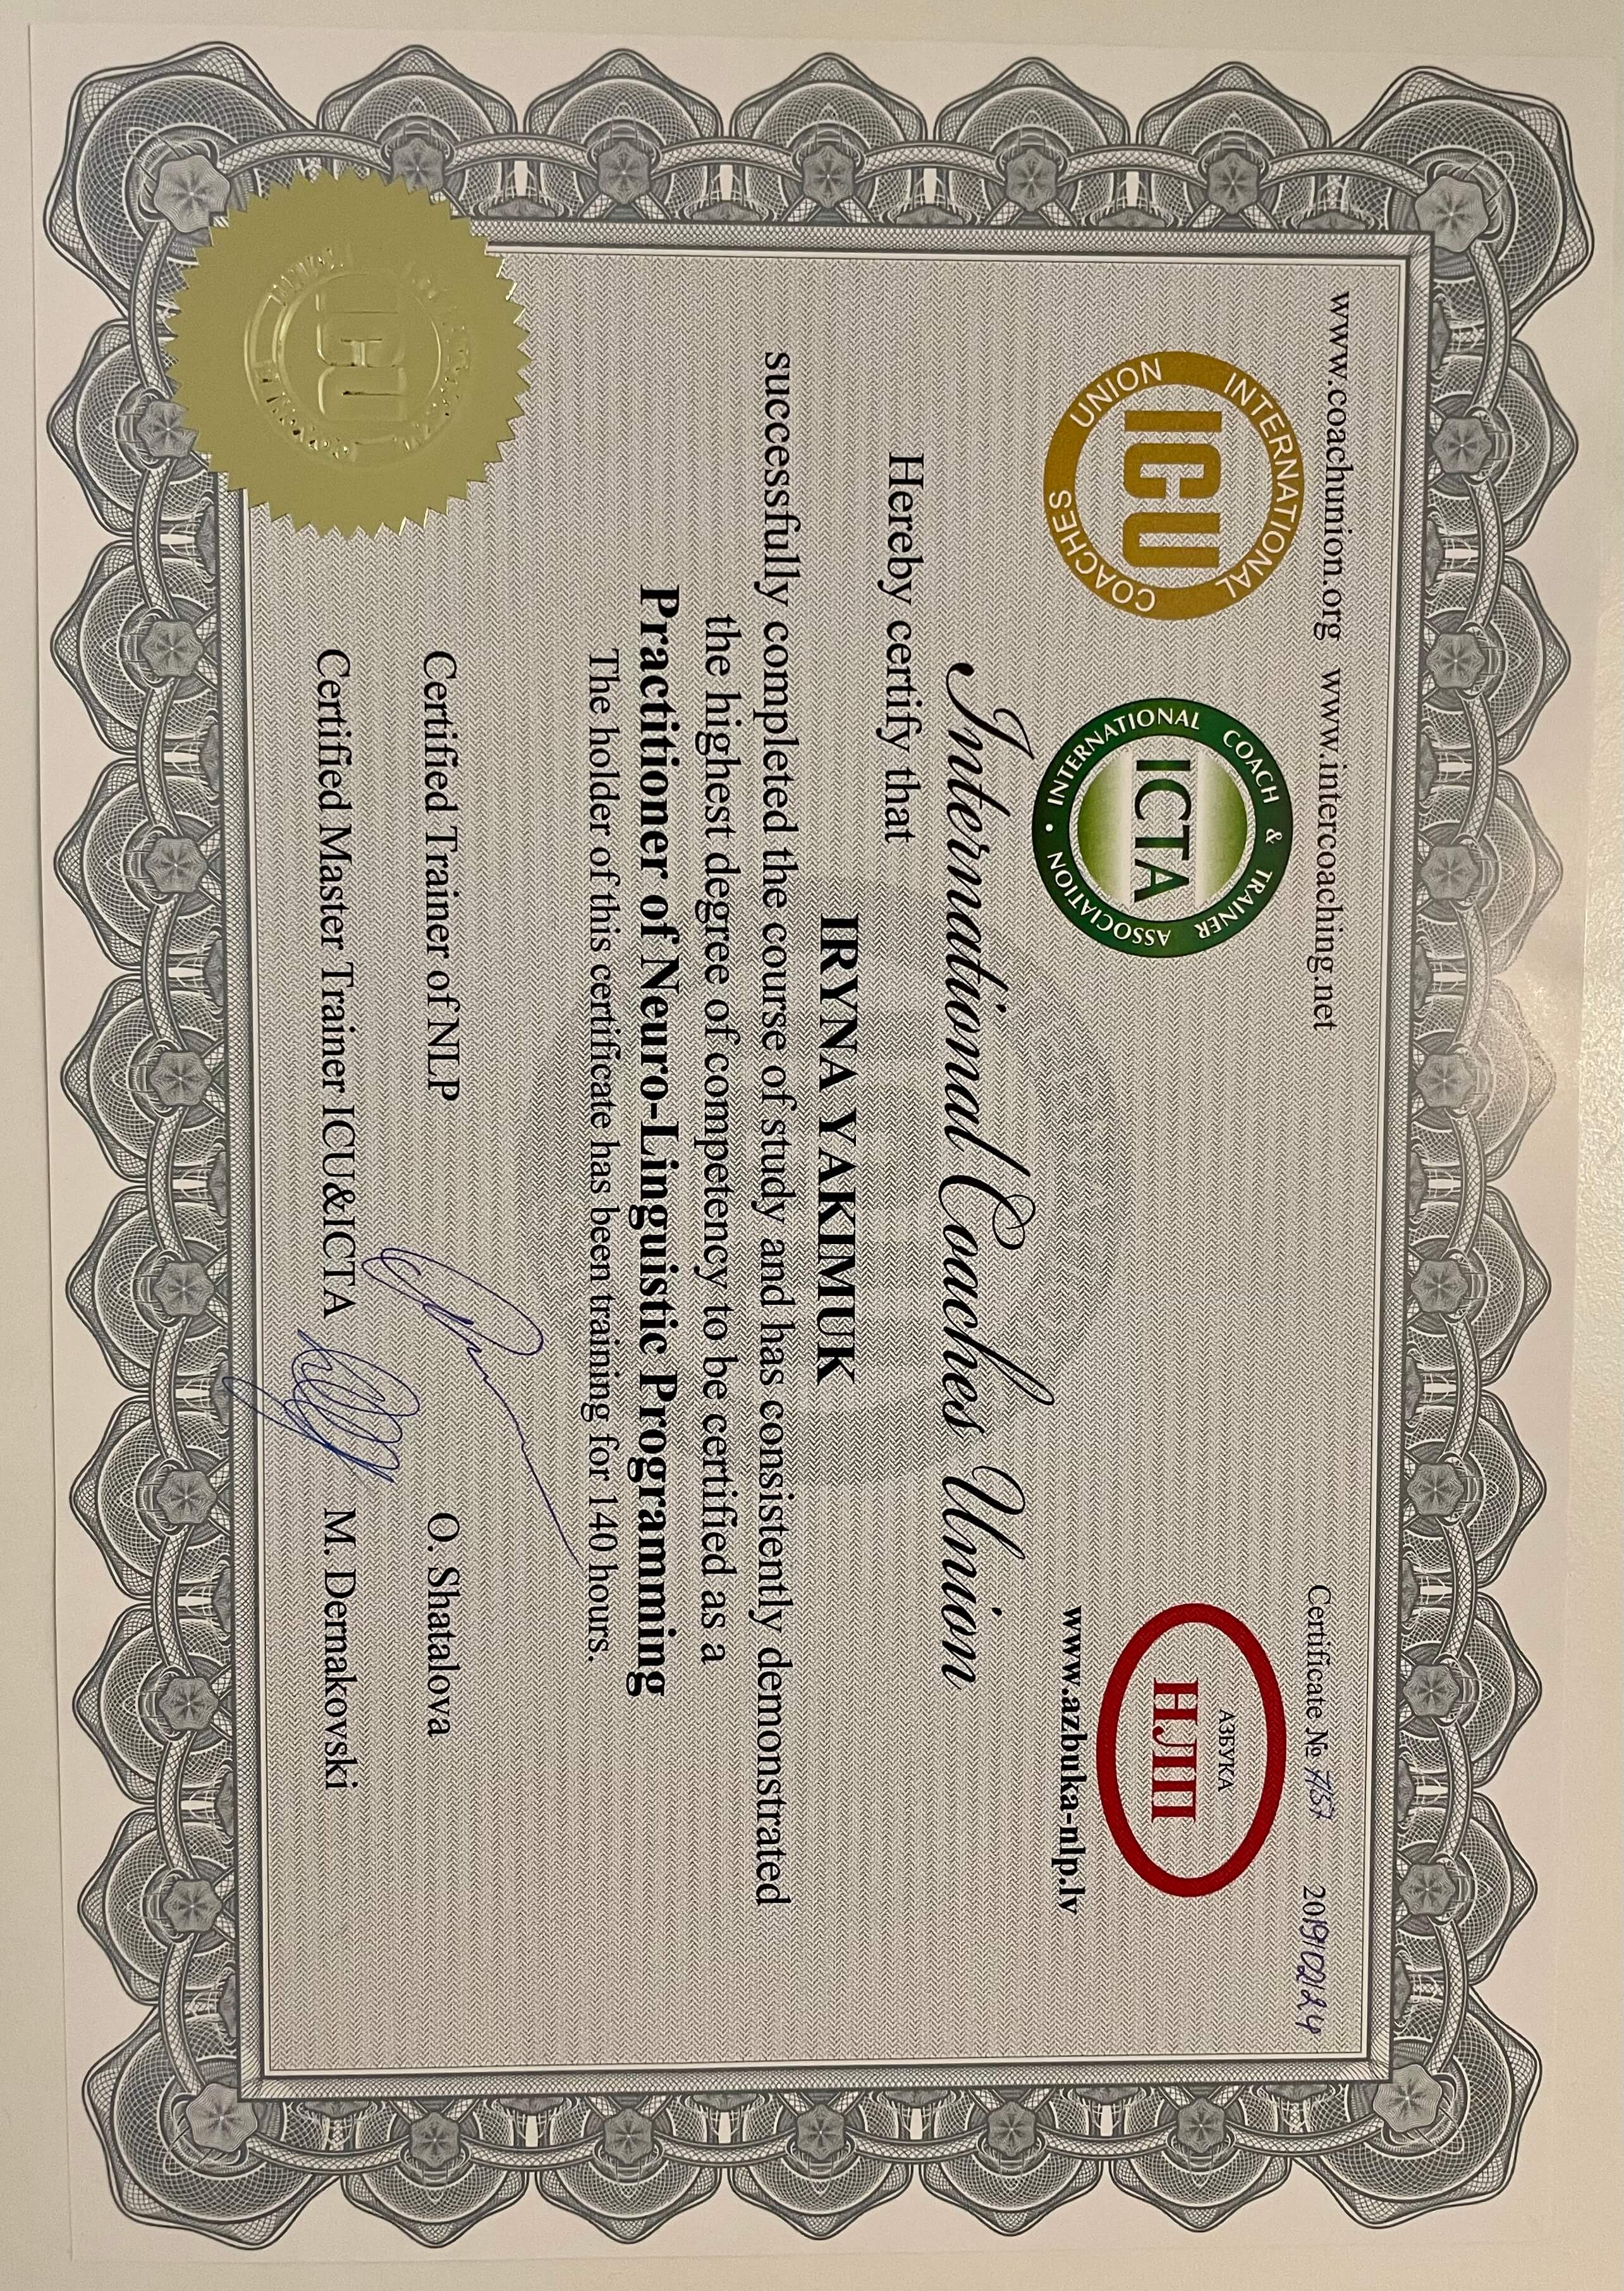 www.coachunion.org www.intercoaching.net
Certificate №
INTERNATIONAL COACHES UNION
ICU
INTERNATIONAL COACH & TRAINER ASSOCIATION
ICTA
АЗБУКА
НЛП
www.azbuka-nlp.lv
International Coaches Union
Hereby certify that
IRYNA YAKIMUK
successfully completed the course of study and has consistently demonstrated
the highest degree of competency to be certified as a
Practitioner of Neuro-Linguistic Programming
The holder of this certificate has been training for 140 hours.
Certified Trainer of NLP O. Shatalova
Certified Master Trainer ICU&ICTA M. Dernakovski
ICU